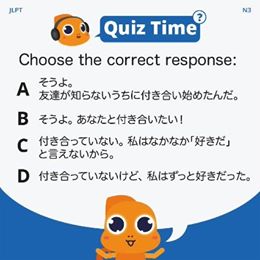 JLPT
N3
Quiz Time ?
Choose the correct response:
A そうよ。
友達が知らないうちに付き合い始めたんだ。
B そうよ。あなたと付き合いたい！
C 付き合っていない。私はなかなか「好きだ」
と言えないから。
D 付き合っていないけど、私はずっと好きだった。